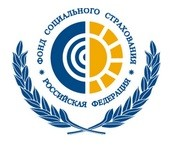 ФОНД СОЦИАЛЬНОГО СТРАХОВАНИЯ
РОССИЙСКАЯ ФЕДЕРАЦИЯ